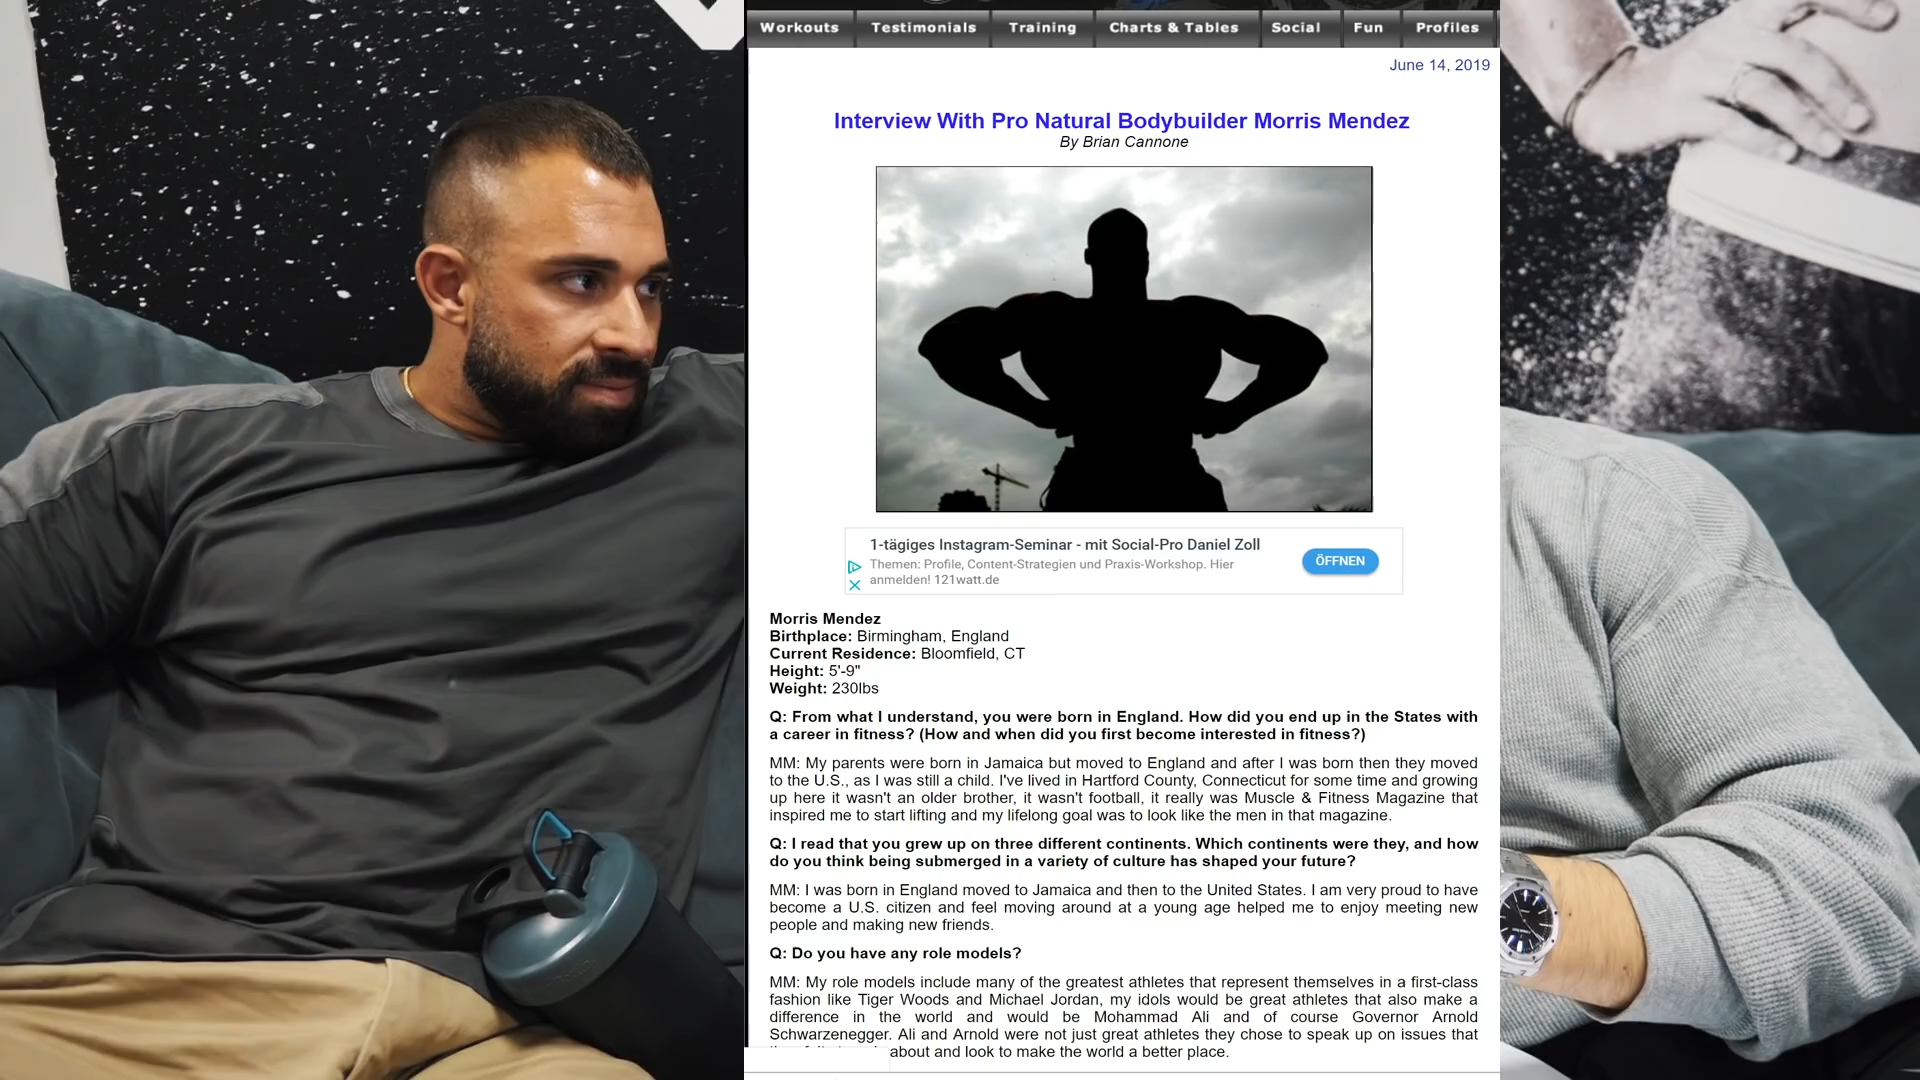 Workouts Testimonials Training Charts & Tables Social Fun Profiles
June 14, 2019
Interview With Pro Natural Bodybuilder Morris Mendez
By Brian Cannone
1-tägiges Instagram-Seminar - mit Social-Pro Daniel Zoll
Themen: Profile, Content-Strategien und Praxis-Workshop. Hier
anmelden! 121watt.de
ÖFFNEN
Morris Mendez
Birthplace: Birmingham, England
Current Residence: Bloomfield, CT
Height: 5'-9"
Weight: 230lbs
Q: From what I understand, you were born in England. How did you end up in the States with
a career in fitness? (How and when did you first become interested in fitness?)
MM: My parents were born in Jamaica but moved to England and after I was born then they moved
to the U.S., as I was still a child. I've lived in Hartford County, Connecticut for some time and growing
up here it wasn't an older brother, it wasn't football, it really was Muscle & Fitness Magazine that
inspired me to start lifting and my lifelong goal was to look like the men in that magazine.
Q: I read that you grew up on three different continents. Which continents were they, and how
do you think being submerged in a variety of culture has shaped your future?
MM: I was born in England moved to Jamaica and then to the United States. I am very proud to have
become a U.S. citizen and feel moving around at a young age helped me to enjoy meeting new
people and making new friends.
Q: Do you have any role models?
MM: My role models include many of the greatest athletes that represent themselves in a first-class
fashion like Tiger Woods and Michael Jordan, my idols would be great athletes that also make a
difference in the world and would be Mohammad Ali and of course Governor Arnold
Schwarzenegger. Ali and Arnold were not just great athletes they chose to speak up on issues that
about and look to make the world a better place.